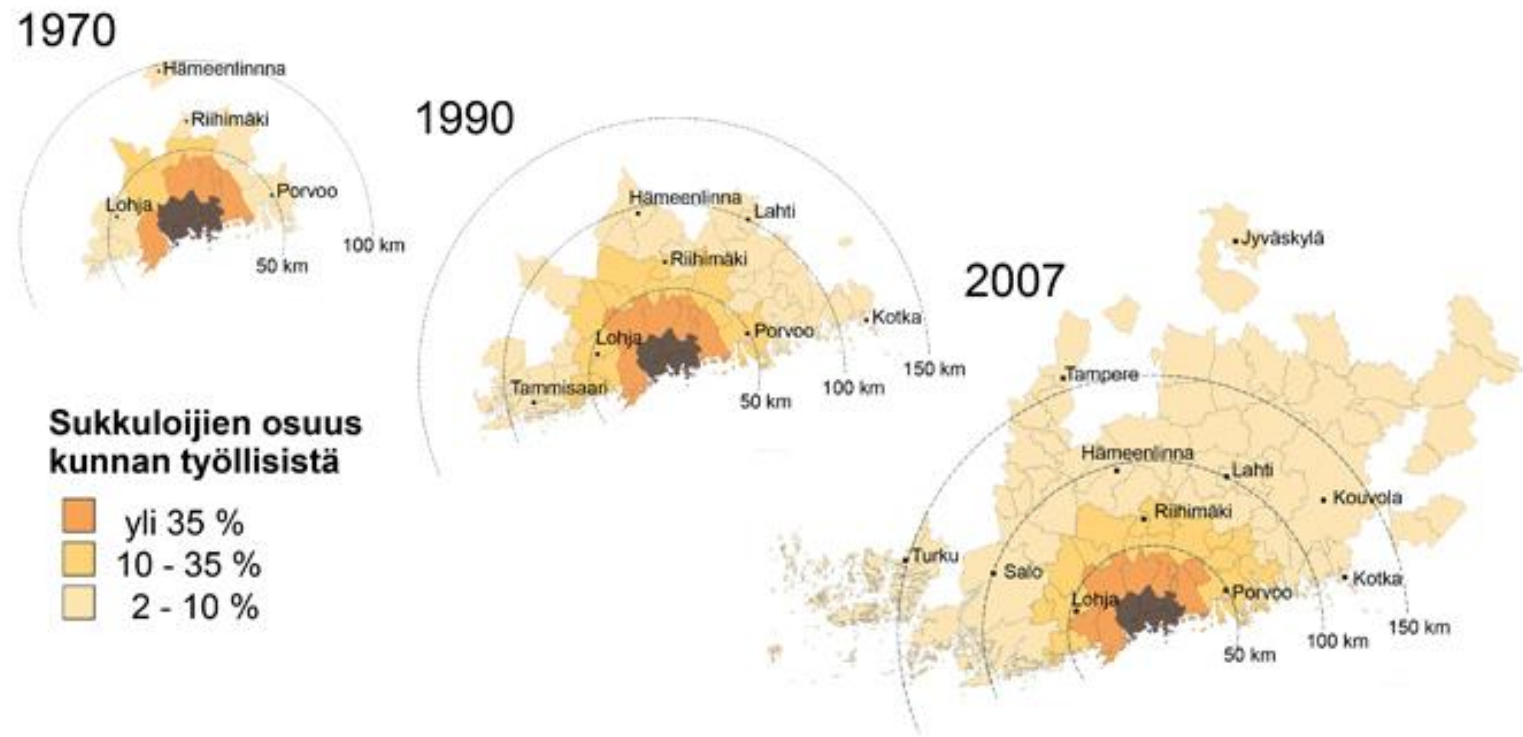 1970
Hämeenlinnna
Riihimäki
Porvoo
Lohja
100 km
50 km
1990
Hämeenlinna
Lahti
Riihimäki
Kotka
Porvoo
Lohja
150 km
Tammisaari
100 km
50 km
2007
Jyväskylä
Tampere
Hämeenlinna
Lahti
Kouvola
Riihimäki
Turku
Salo
Kotka
Porvoo
Lohja
150 km
100 km
50 km
Sukkuloijien osuus
kunnan työllisistä
yli 35 %
10 - 35 %
2 - 10 %